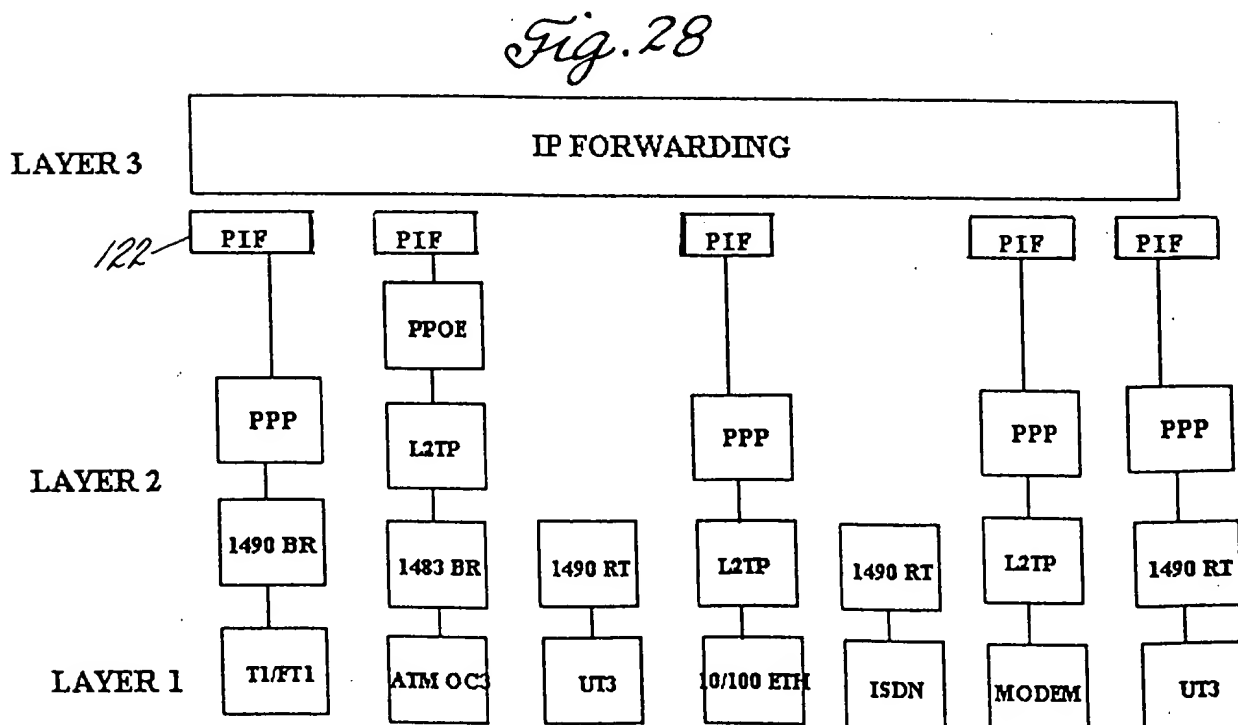 Fig. 28
IP FORWARDING
LAYER 3
PIF PIF PIF PIF PIF
122
PPOE
PPP L2TP PPP PPP PPP
LAYER 2
1490 BR 1483 BR 1490 RT L2TP 1490 RT L2TP 1490 RT
LAYER 1 T1/FT1 ATM OC3 UT3 10/100 ETH ISDN MODEM UT3